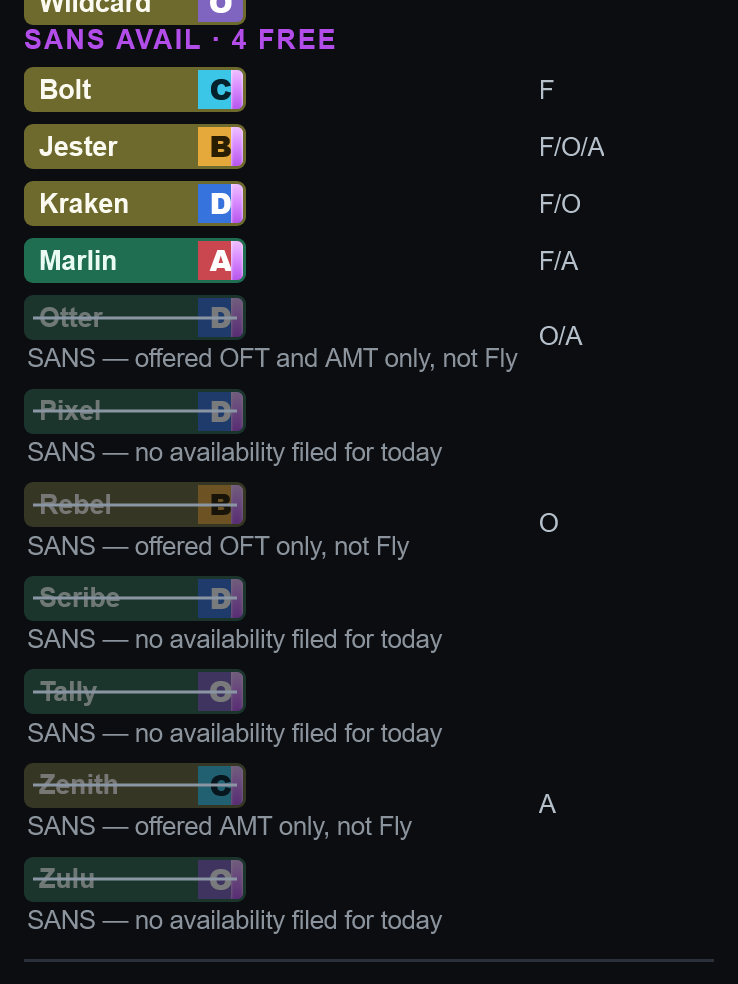 Wildcard O
SANS AVAIL · 4 FREE
Bolt C F
Jester B F/O/A
Kraken D F/O
Marlin A F/A
Otter D O/A
SANS — offered OFT and AMT only, not Fly
Pixel D
SANS — no availability filed for today
Rebel B O
SANS — offered OFT only, not Fly
Scribe D
SANS — no availability filed for today
Tally O
SANS — no availability filed for today
Zenith C A
SANS — offered AMT only, not Fly
Zulu O
SANS — no availability filed for today